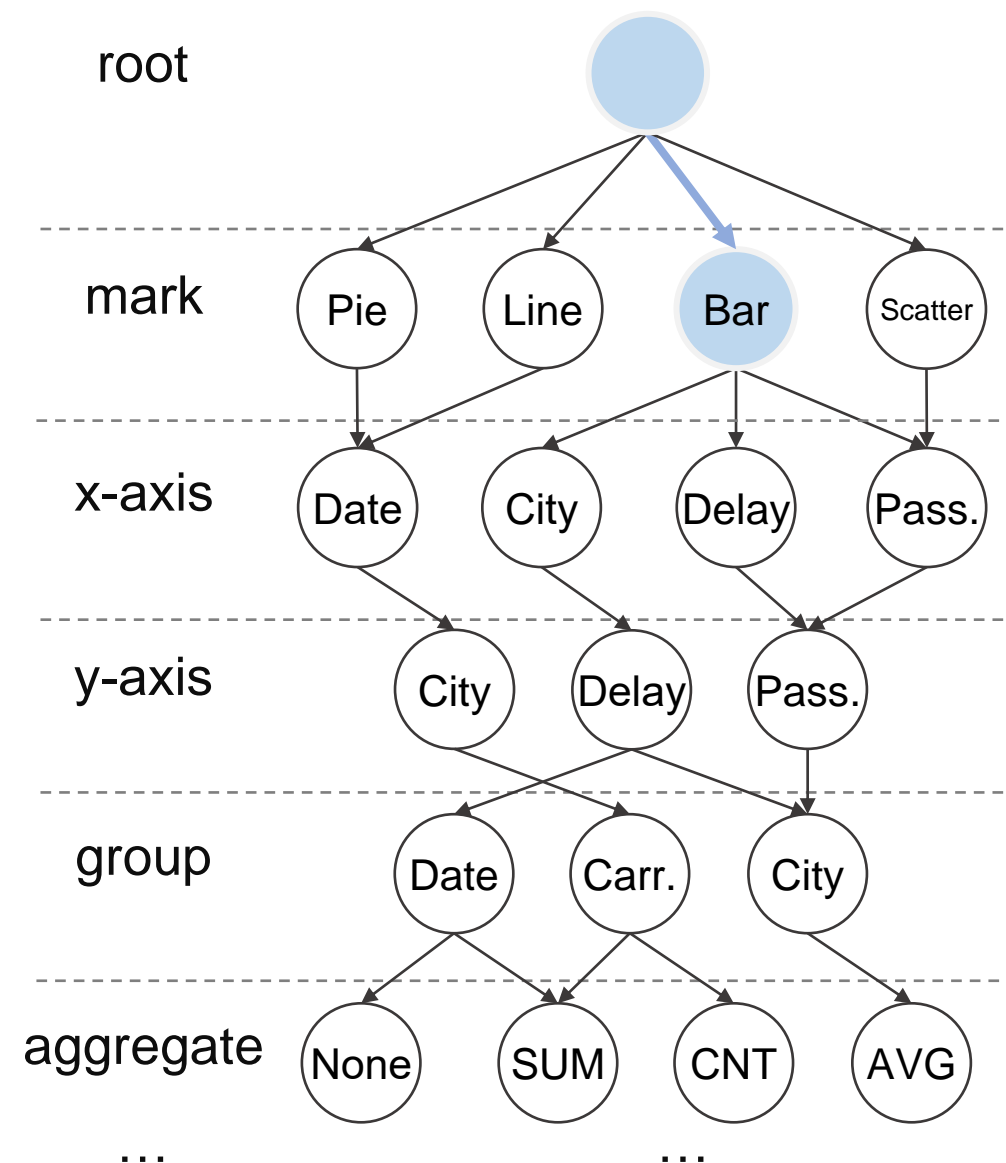 root
mark
Pie
Line
Bar
Scatter
x-axis
Date
City
Delay
Pass.
y-axis
City
Delay
Pass.
group
Date
Carr.
City
aggregate
None
SUM
CNT
AVG
...
...